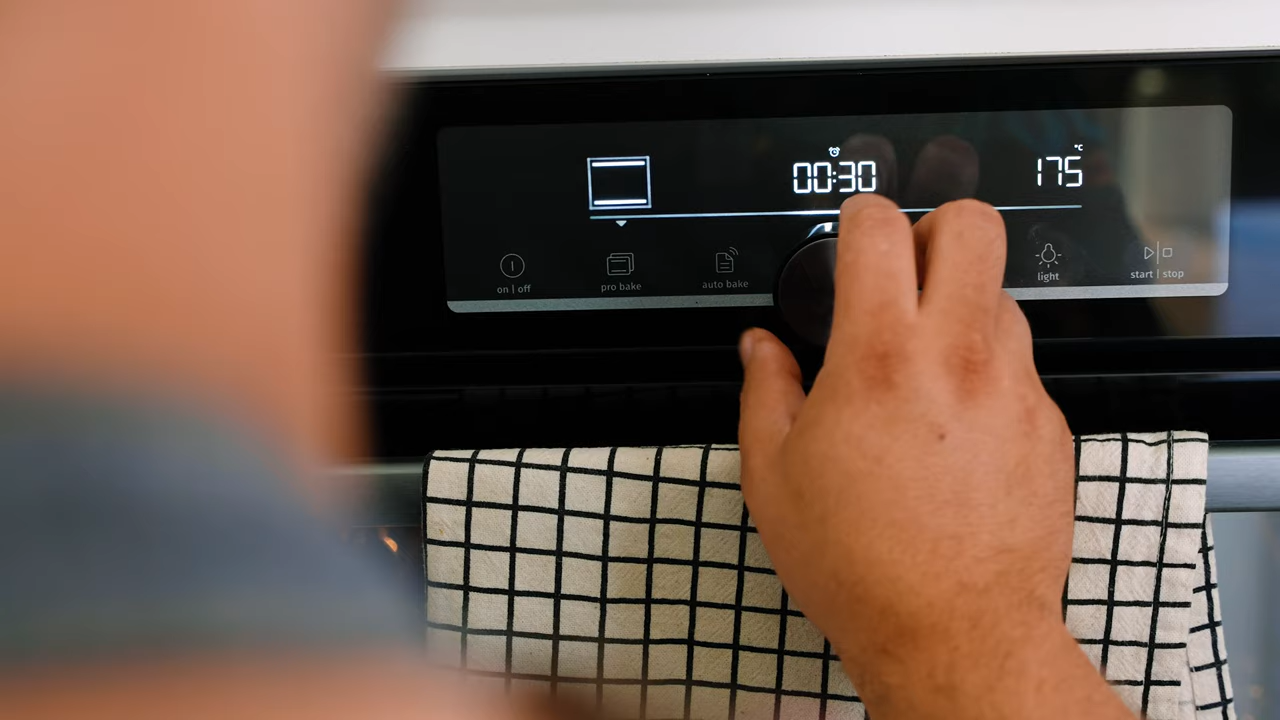 00:30
175 °C
on | off
pro bake
auto bake
light
start | stop